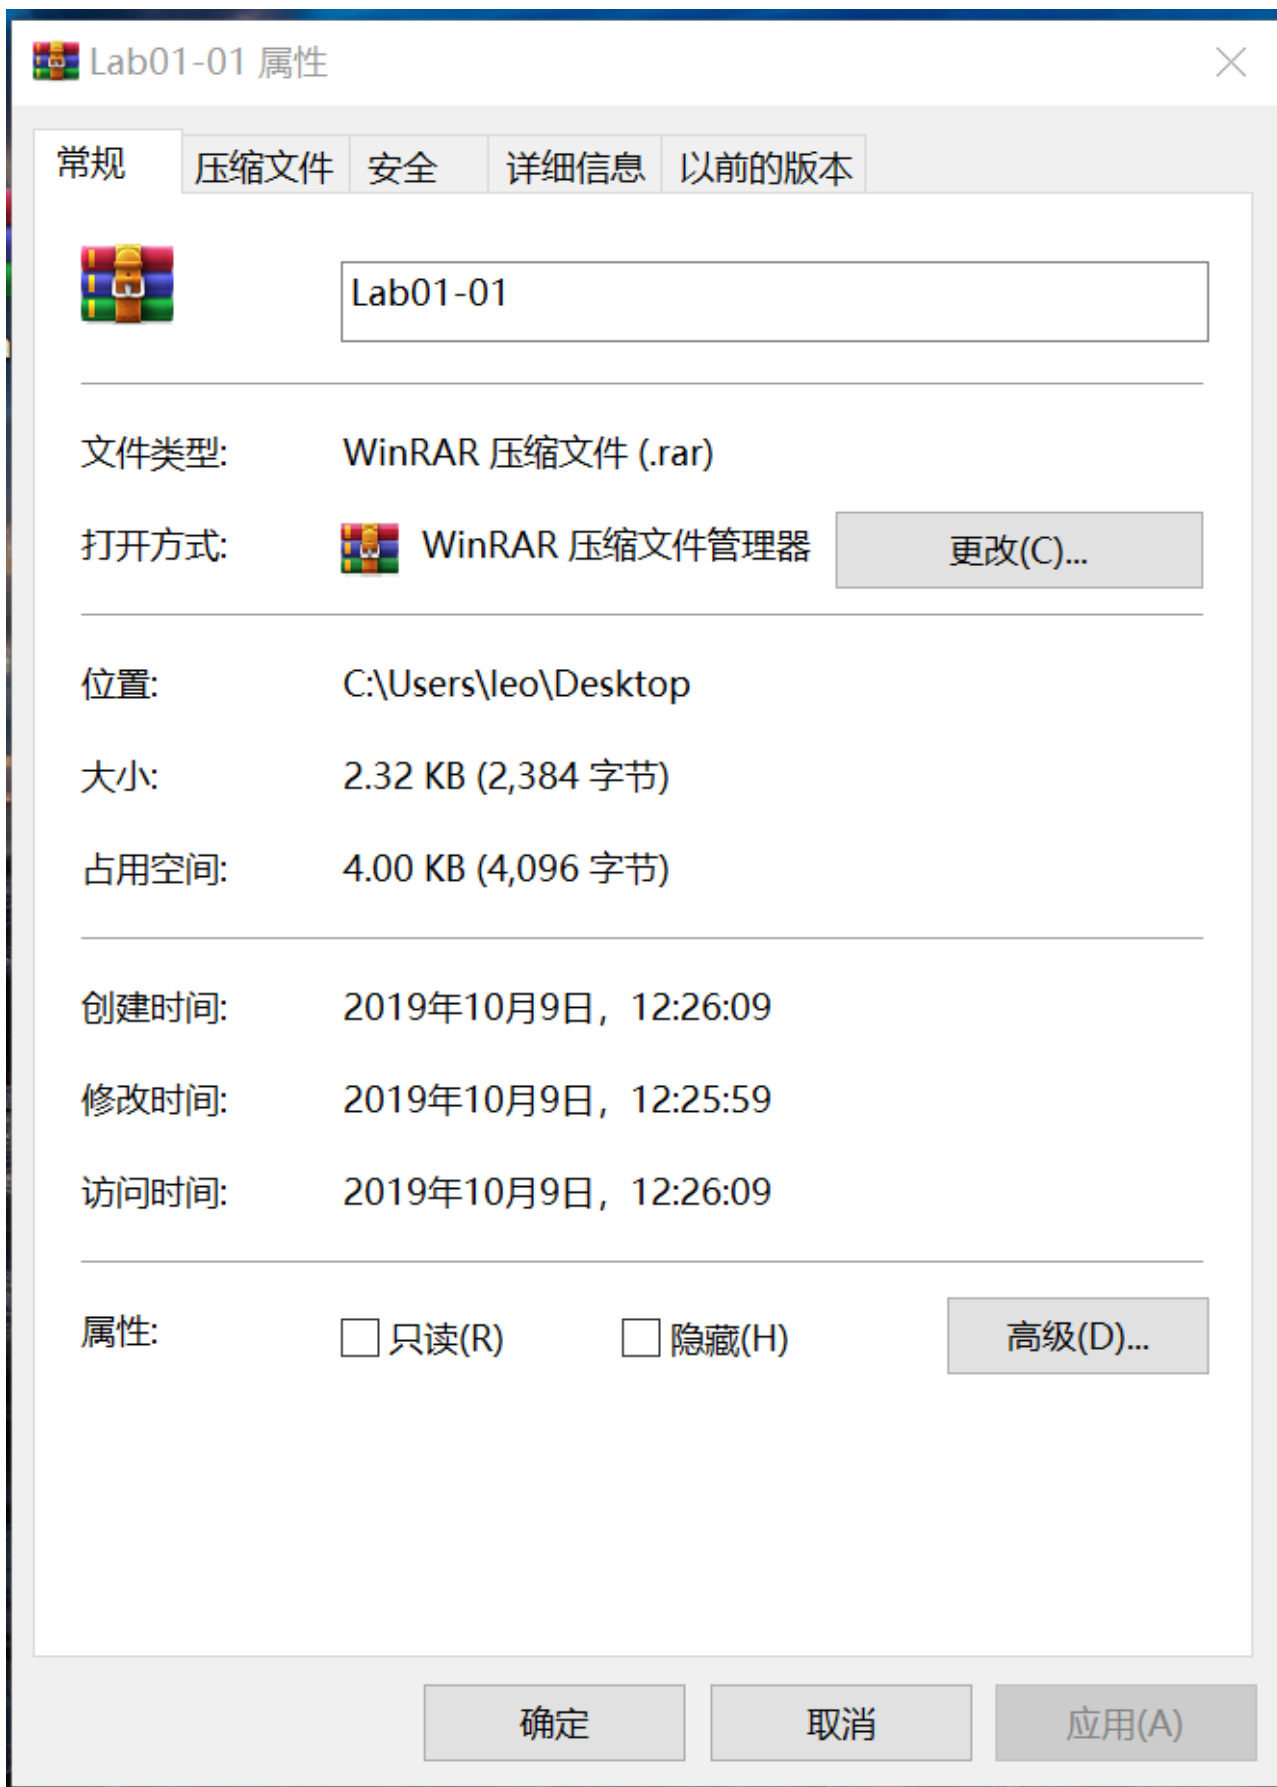 Lab01-01 属性
常规 压缩文件 安全 详细信息 以前的版本
Lab01-01
文件类型: WinRAR 压缩文件 (.rar)
打开方式: WinRAR 压缩文件管理器 更改(C)...
位置: C:\Users\leo\Desktop
大小: 2.32 KB (2,384 字节)
占用空间: 4.00 KB (4,096 字节)
创建时间: 2019年10月9日，12:26:09
修改时间: 2019年10月9日，12:25:59
访问时间: 2019年10月9日，12:26:09
属性: 只读(R) 隐藏(H) 高级(D)...
确定 取消 应用(A)